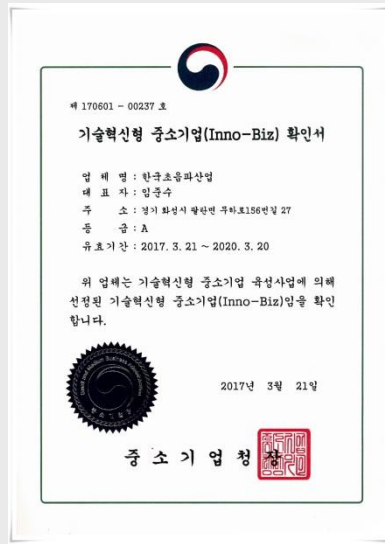 제 170601 - 00237 호
기술혁신형 중소기업(Inno-Biz) 확인서
업 체 명 : 한국초음파산업
대 표 자 : 임준수
주 소 : 경기 화성시 팔탄면 무하로156번길 27
등 급 : A
유효기간 : 2017. 3. 21 ~ 2020. 3. 20
위 업체는 기술혁신형 중소기업 육성사업에 의해
선정된 기술혁신형 중소기업(Inno-Biz)임을 확인
합니다.
2017년 3월 21일
중 소 기 업 청 장